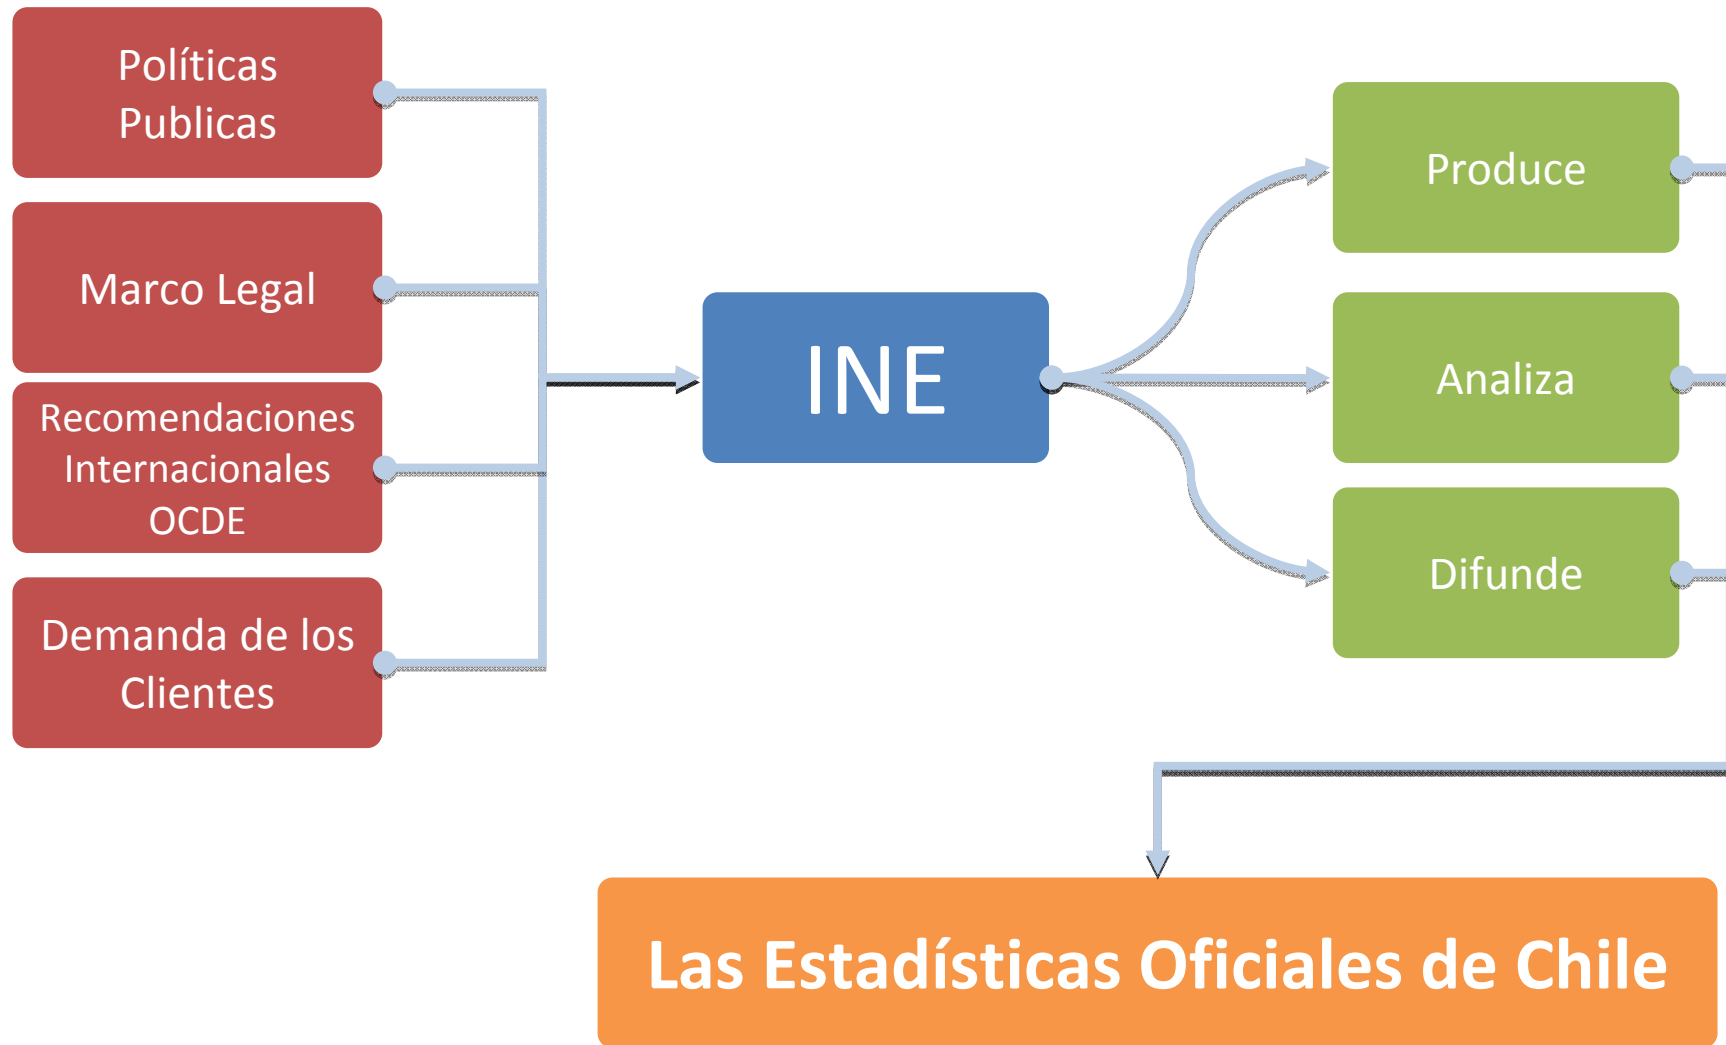 Políticas
Publicas
Marco Legal
Recomendaciones
Internacionales
OCDE
Demanda de los
Clientes
INE
Produce
Analiza
Difunde
Las Estadísticas Oficiales de Chile